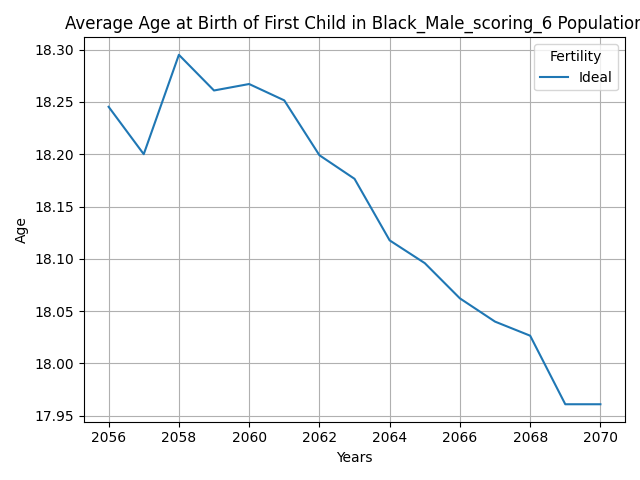 Average Age at Birth of First Child in Black_Male_scoring_6 Population
Fertility
Ideal
18.30
18.25
18.20
18.15
18.10
18.05
18.00
17.95
Age
2056 2058 2060 2062 2064 2066 2068 2070
Years